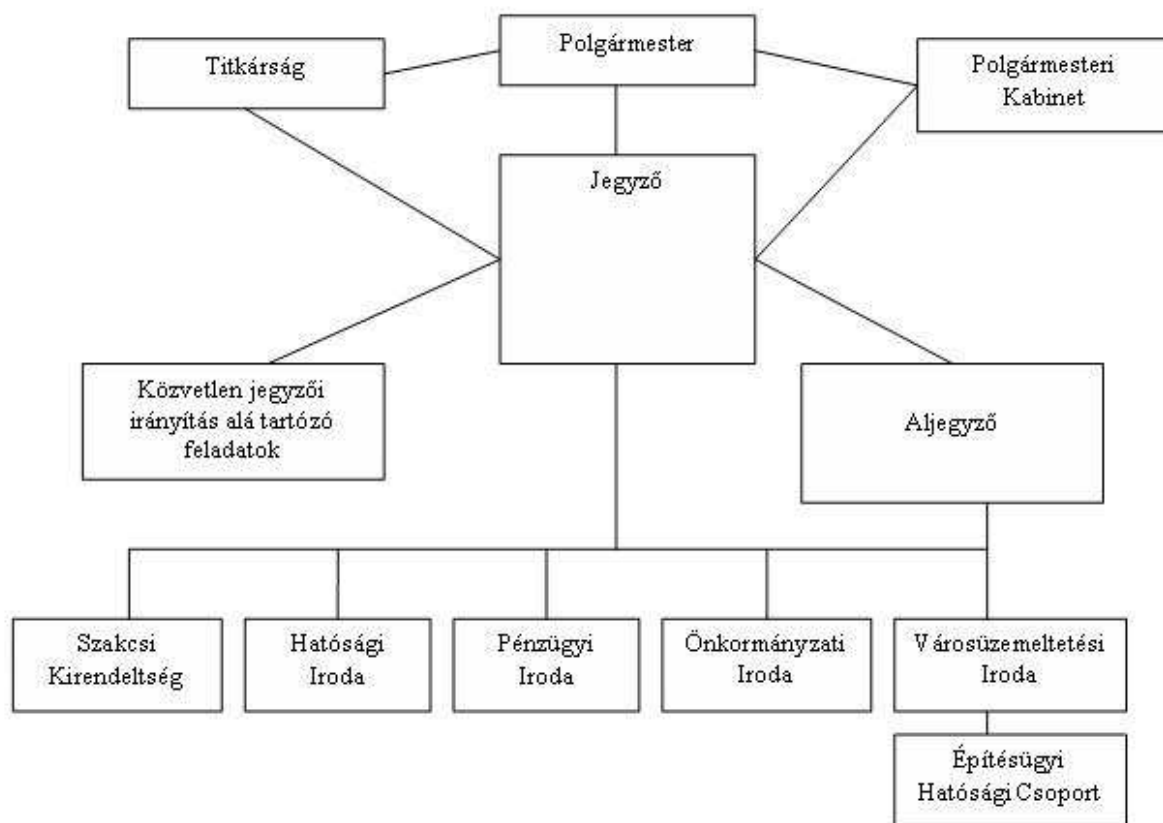 Titkárság
Polgármester
Polgármesteri
Kabinet
Jegyző
Közvetlen jegyzői
irányítás alá tartózó
feladatok
Aljegyző
Szakcsi
Kirendeltség
Hatósági
Iroda
Pénzügyi
Iroda
Önkormányzati
Iroda
Városüzemeltetési
Iroda
Építésügyi
Hatósági Csoport